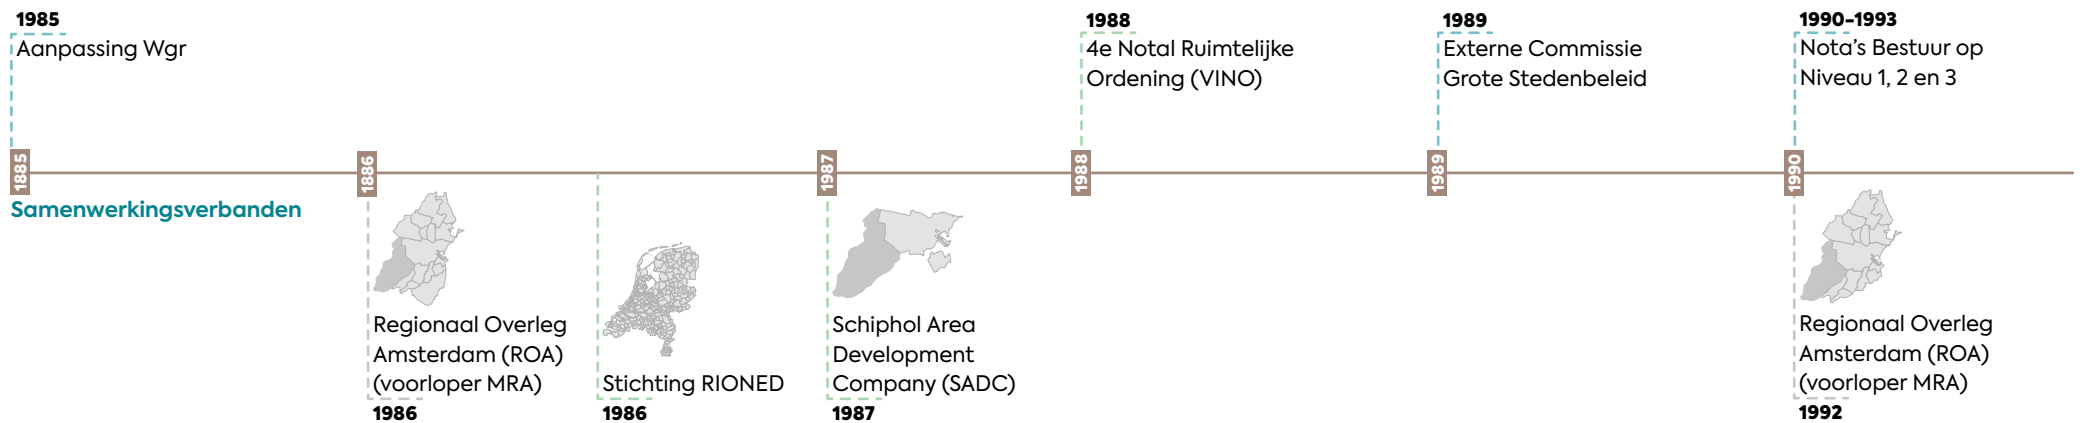 1985
Aanpassing Wgr
1988
4e Notal Ruimtelijke
Ordening (VINO)
1989
Externe Commissie
Grote Stedenbeleid
1990-1993
Nota's Bestuur op
Niveau 1, 2 en 3
1885
1886
1987
1988
1989
1990
Samenwerkingsverbanden
Regionaal Overleg
Amsterdam (ROA)
(voorloper MRA)
1986
Stichting RIONED
1986
Schiphol Area
Development
Company (SADC)
1987
Regionaal Overleg
Amsterdam (ROA)
(voorloper MRA)
1992